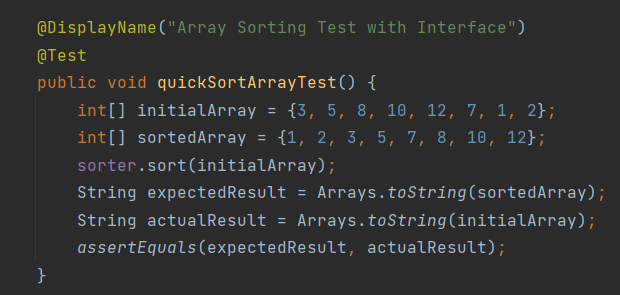 @DisplayName("Array Sorting Test with Interface")
@Test
public void quickSortArrayTest() {
    int[] initialArray = {3, 5, 8, 10, 12, 7, 1, 2};
    int[] sortedArray = {1, 2, 3, 5, 7, 8, 10, 12};
    sorter.sort(initialArray);
    String expectedResult = Arrays.toString(sortedArray);
    String actualResult = Arrays.toString(initialArray);
    assertEquals(expectedResult, actualResult);
}